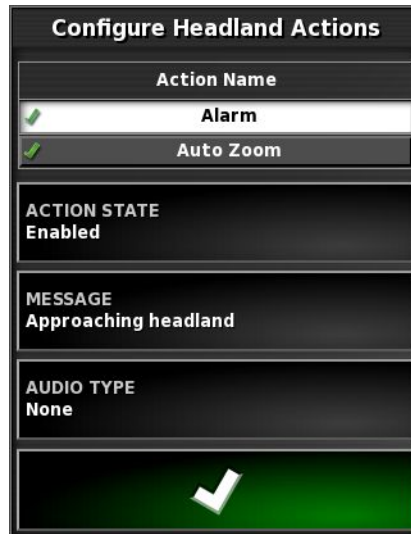 Configure Headland Actions
Action Name
Alarm
Auto Zoom
ACTION STATE
Enabled
MESSAGE
Approaching headland
AUDIO TYPE
None